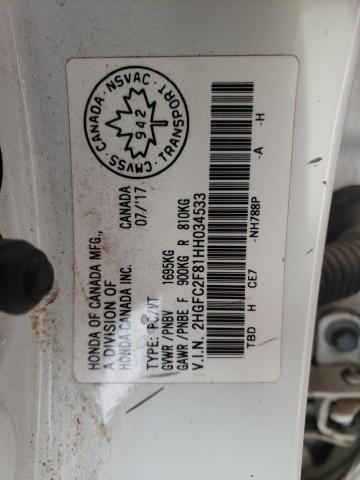 HONDA OF CANADA MFG.,
A DIVISION OF
HONDA CANADA INC.
CANADA
07/'17
CMVSS · CANADA · NSVAC · TRANSPORT
942
TYPE: PC/VT
GVWR /PNBV 1695KG
GAWR /PNBE F 900KG R 810KG
V.I.N. 2HGFC2F81HH034533
TBD H CE7 -NH788P -A -H